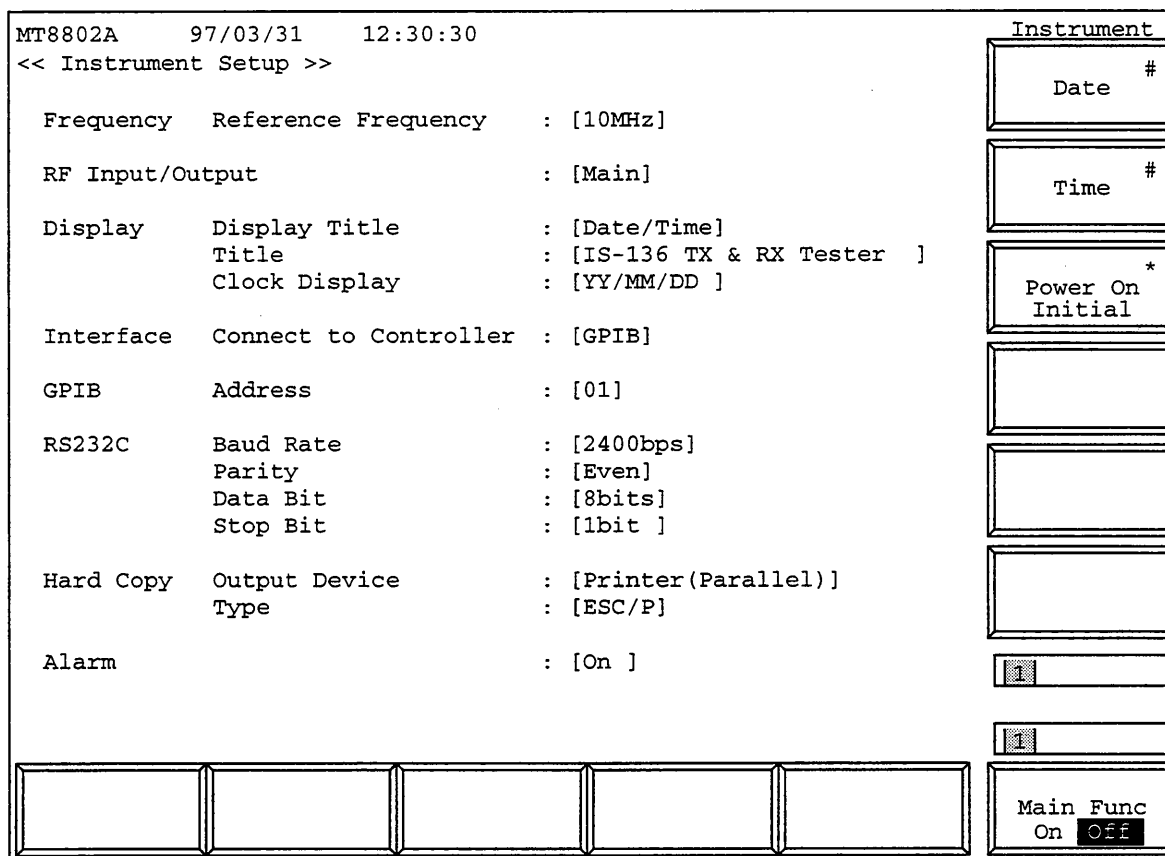 MT8802A 97/03/31 12:30:30
<< Instrument Setup >>
Frequency Reference Frequency : [10MHz]
RF Input/Output : [Main]
Display Display Title : [Date/Time]
Title : [IS-136 TX & RX Tester ]
Clock Display : [YY/MM/DD ]
Interface Connect to Controller : [GPIB]
GPIB Address : [01]
RS232C Baud Rate : [2400bps]
Parity : [Even]
Data Bit : [8bits]
Stop Bit : [1bit ]
Hard Copy Output Device : [Printer(Parallel)]
Type : [ESC/P]
Alarm : [On ]
Instrument
#
Date
#
Time
*
Power On
Initial
1
1
Main Func
On Off